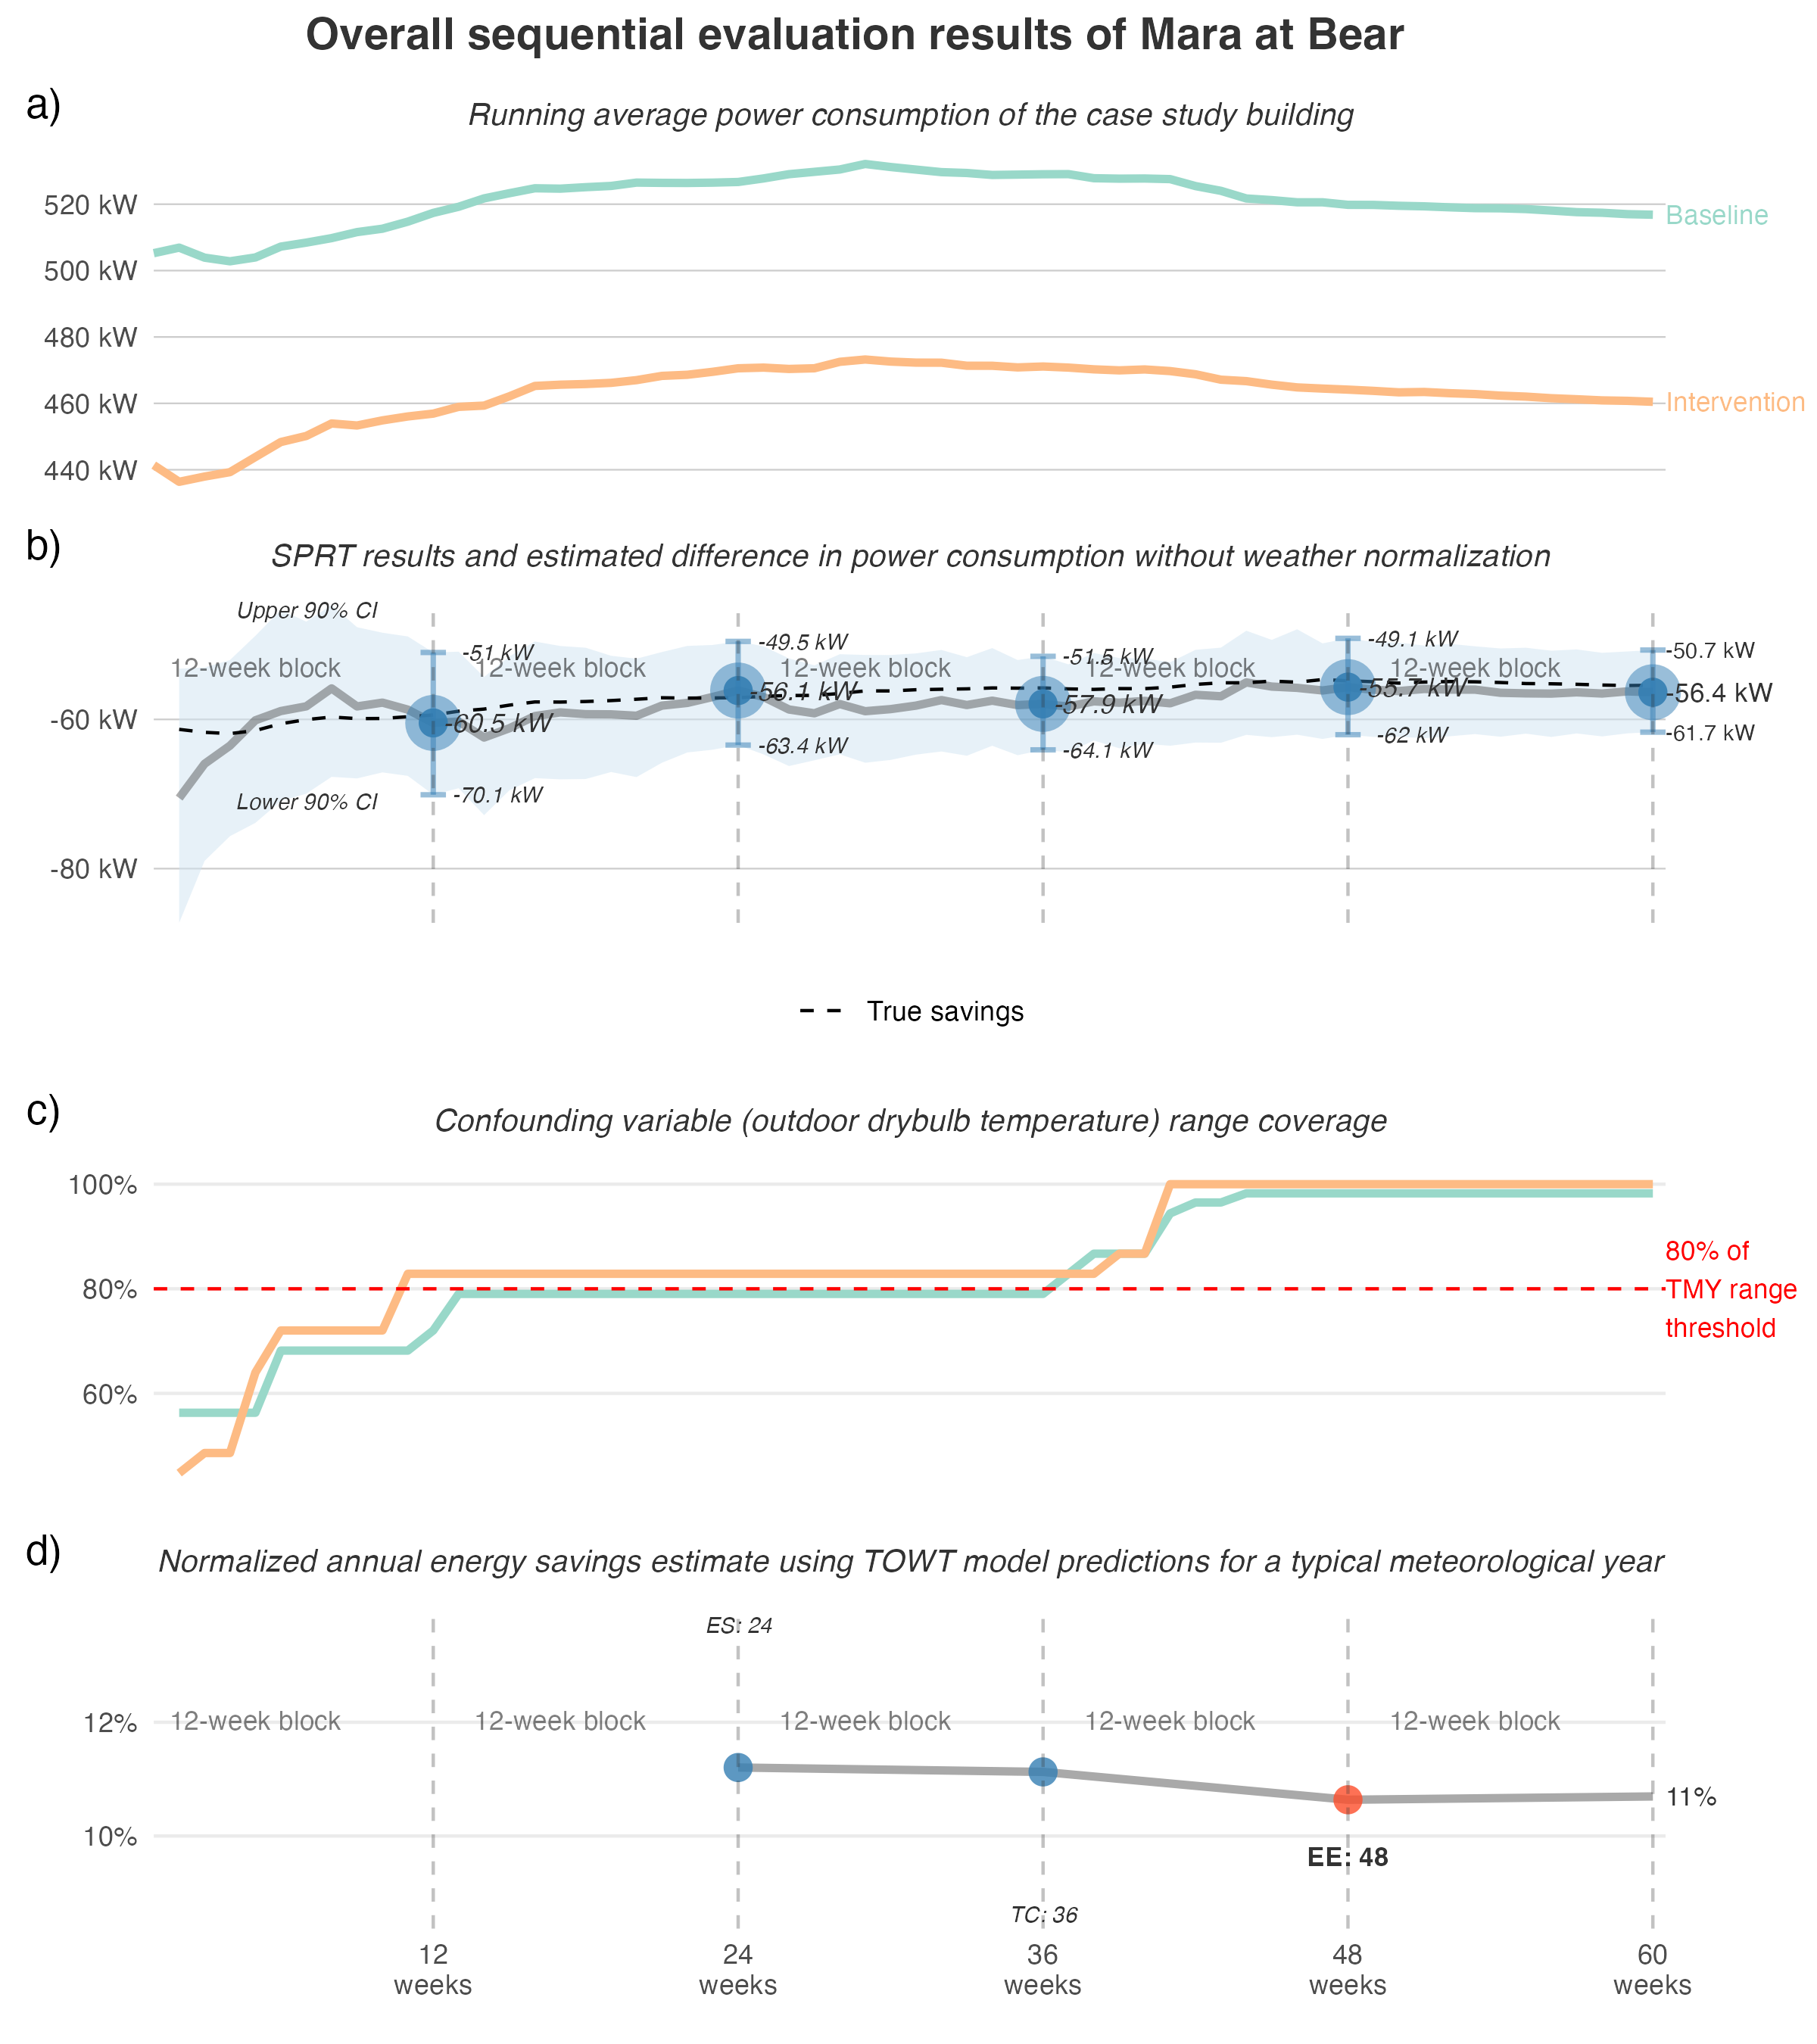 Overall sequential evaluation results of Mara at Bear
a)
Running average power consumption of the case study building
520 kW
500 kW
480 kW
460 kW
440 kW
Baseline
Intervention
b)
SPRT results and estimated difference in power consumption without weather normalization
Upper 90% CI
Lower 90% CI
12-week block
12-week block
12-week block
12-week block
12-week block
-51 kW
-60.5 kW
-70.1 kW
-49.5 kW
-56.1 kW
-63.4 kW
-51.5 kW
-57.9 kW
-64.1 kW
-49.1 kW
-55.7 kW
-62 kW
-50.7 kW
-56.4 kW
-61.7 kW
-60 kW
-80 kW
True savings
c)
Confounding variable (outdoor drybulb temperature) range coverage
100%
80%
60%
80% of
TMY range
threshold
d)
Normalized annual energy savings estimate using TOWT model predictions for a typical meteorological year
ES: 24
12%
12-week block
12-week block
12-week block
12-week block
12-week block
11%
10%
EE: 48
TC: 36
12
weeks
24
weeks
36
weeks
48
weeks
60
weeks